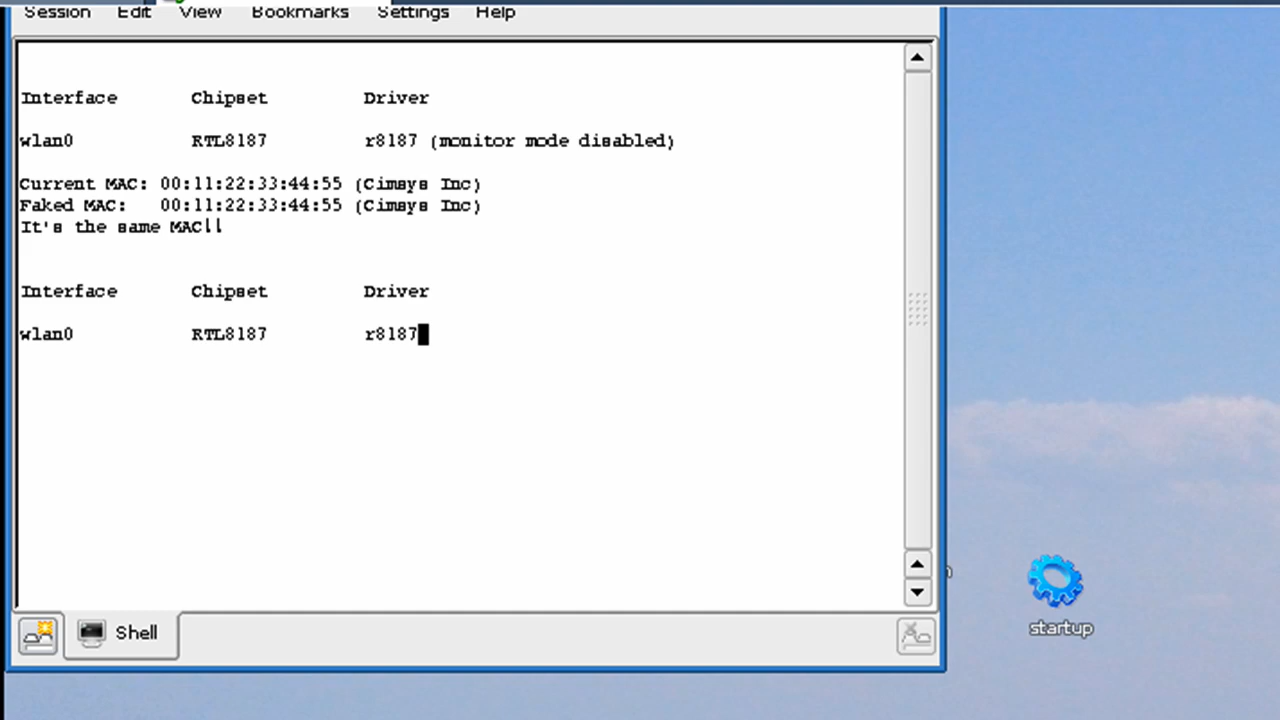 Session Edit View Bookmarks Settings Help
Interface Chipset Driver
wlan0 RTL8187 r8187 (monitor mode disabled)
Current MAC: 00:11:22:33:44:55 (Cimsys Inc)
Faked MAC: 00:11:22:33:44:55 (Cimsys Inc)
It's the same MAC!!
Interface Chipset Driver
wlan0 RTL8187 r8187
Shell
startup